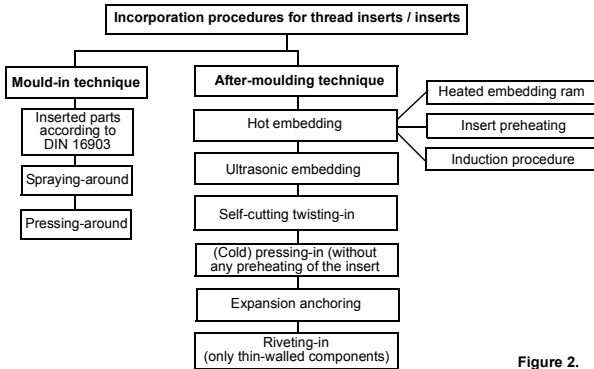 Incorporation procedures for thread inserts / inserts
Mould-in technique
Inserted parts
according to
DIN 16903
Spraying-around
Pressing-around
After-moulding technique
Hot embedding
Heated embedding ram
Insert preheating
Induction procedure
Ultrasonic embedding
Self-cutting twisting-in
(Cold) pressing-in (without
any preheating of the insert
Expansion anchoring
Riveting-in
(only thin-walled components)
Figure 2.